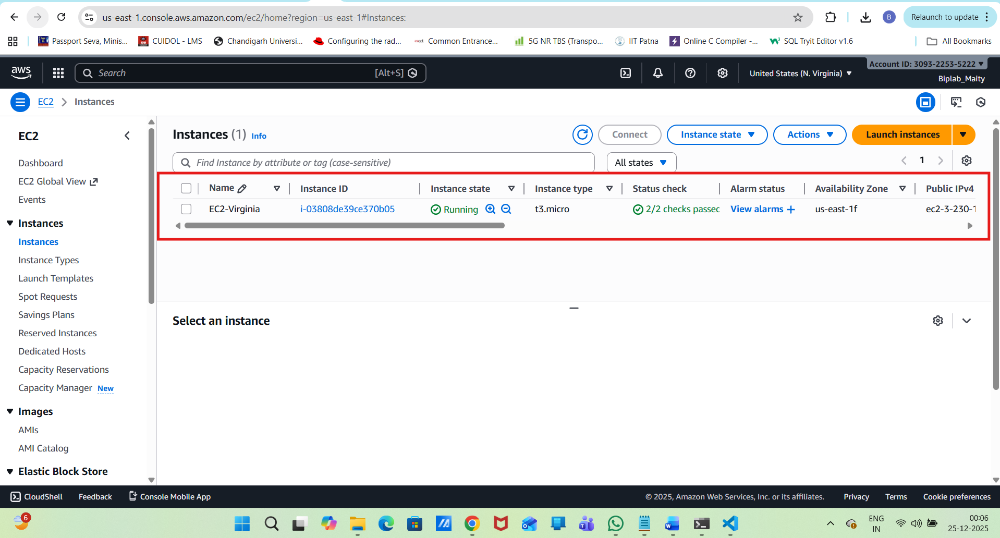 us-east-1.console.aws.amazon.com/ec2/home?region=us-east-1#Instances:
B
Relaunch to update
Passport Seva, Minis...
CUIDOL - LMS
Chandigarh Universi...
Configuring the rad...
Common Entrance...
5G NR TBS (Transpo...
IIT Patna
Online C Compiler -...
SQL Tryit Editor v1.6
All Bookmarks
aws
Search
[Alt+S]
United States (N. Virginia)
Account ID: 3093-2253-5222
Biplab_Maity
EC2
Instances
EC2
Dashboard
EC2 Global View
Events
Instances
Instances
Instance Types
Launch Templates
Spot Requests
Savings Plans
Reserved Instances
Dedicated Hosts
Capacity Reservations
Capacity Manager New
Images
AMIs
AMI Catalog
Elastic Block Store
Instances (1) Info
Connect
Instance state
Actions
Launch instances
Find Instance by attribute or tag (case-sensitive)
All states
1
Name Instance ID Instance state Instance type Status check Alarm status Availability Zone Public IPv4
EC2-Virginia i-03808de39ce370b05 Running t3.micro 2/2 checks passed View alarms + us-east-1f ec2-3-230-1
Select an instance
CloudShell
Feedback
Console Mobile App
© 2025, Amazon Web Services, Inc. or its affiliates.
Privacy
Terms
Cookie preferences
6
ENG
IN
00:06
25-12-2025